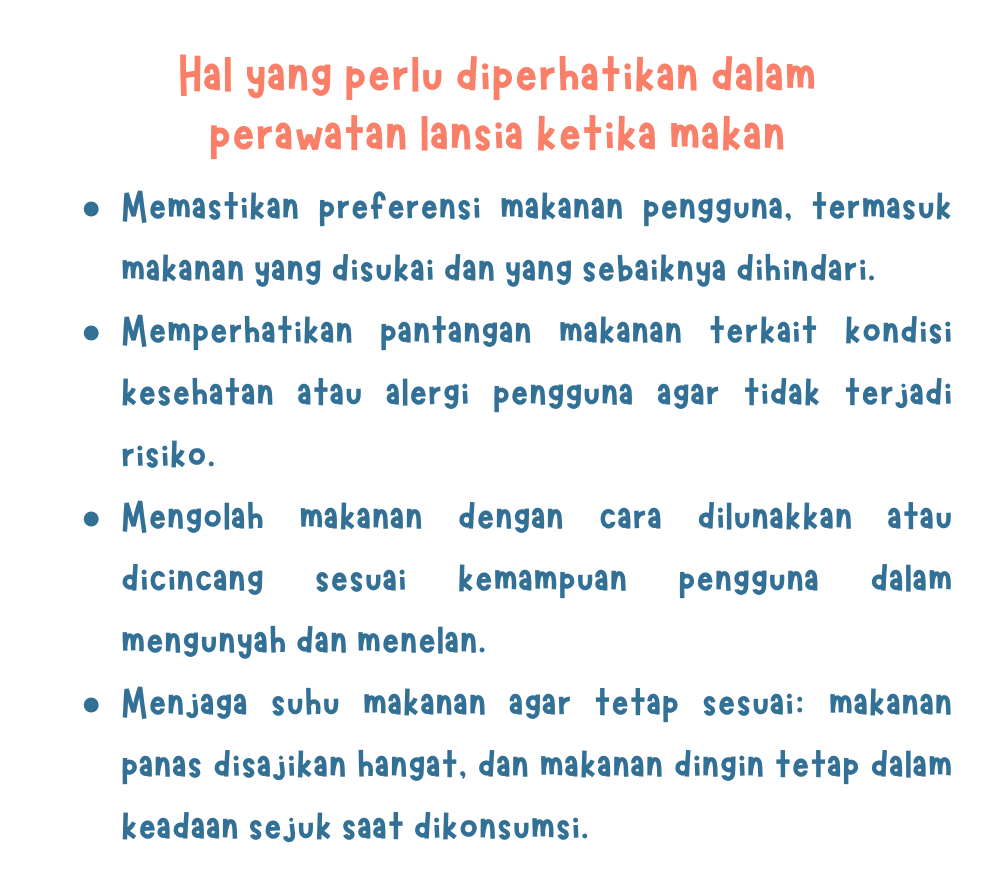 Hal yang perlu diperhatikan dalam
perawatan lansia ketika makan
• Memastikan preferensi makanan pengguna, termasuk
makanan yang disukai dan yang sebaiknya dihindari.
• Memperhatikan pantangan makanan terkait kondisi
kesehatan atau alergi pengguna agar tidak terjadi
risiko.
• Mengolah makanan dengan cara dilunakkan atau
dicincang sesuai kemampuan pengguna dalam
mengunyah dan menelan.
• Menjaga suhu makanan agar tetap sesuai: makanan
panas disajikan hangat, dan makanan dingin tetap dalam
keadaan sejuk saat dikonsumsi.